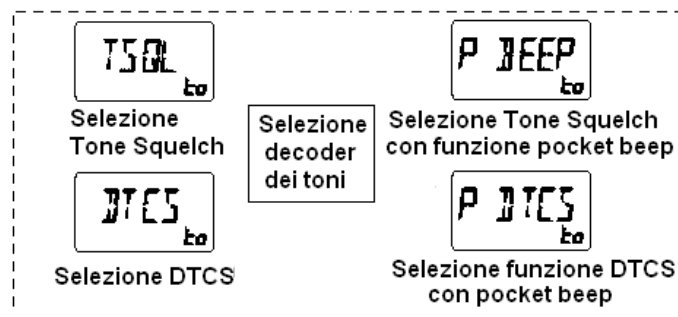 TSQL
to
Selezione
Tone Squelch
DTCS
to
Selezione DTCS
Selezione
decoder
dei toni
P BEEP
to
Selezione Tone Squelch
con funzione pocket beep
P DTCS
to
Selezione funzione DTCS
con pocket beep